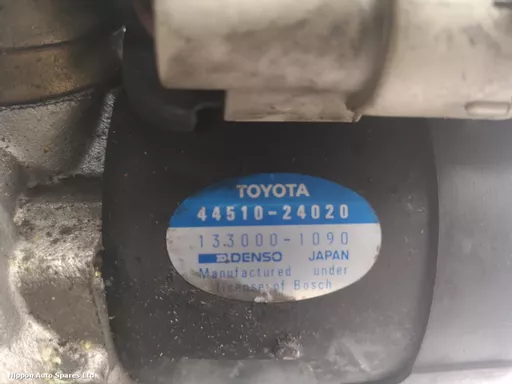 TOYOTA
44510-24020
133000-1090
DENSO JAPAN
Manufactured under
license of Bosch
Nippon Auto Spares Ltd